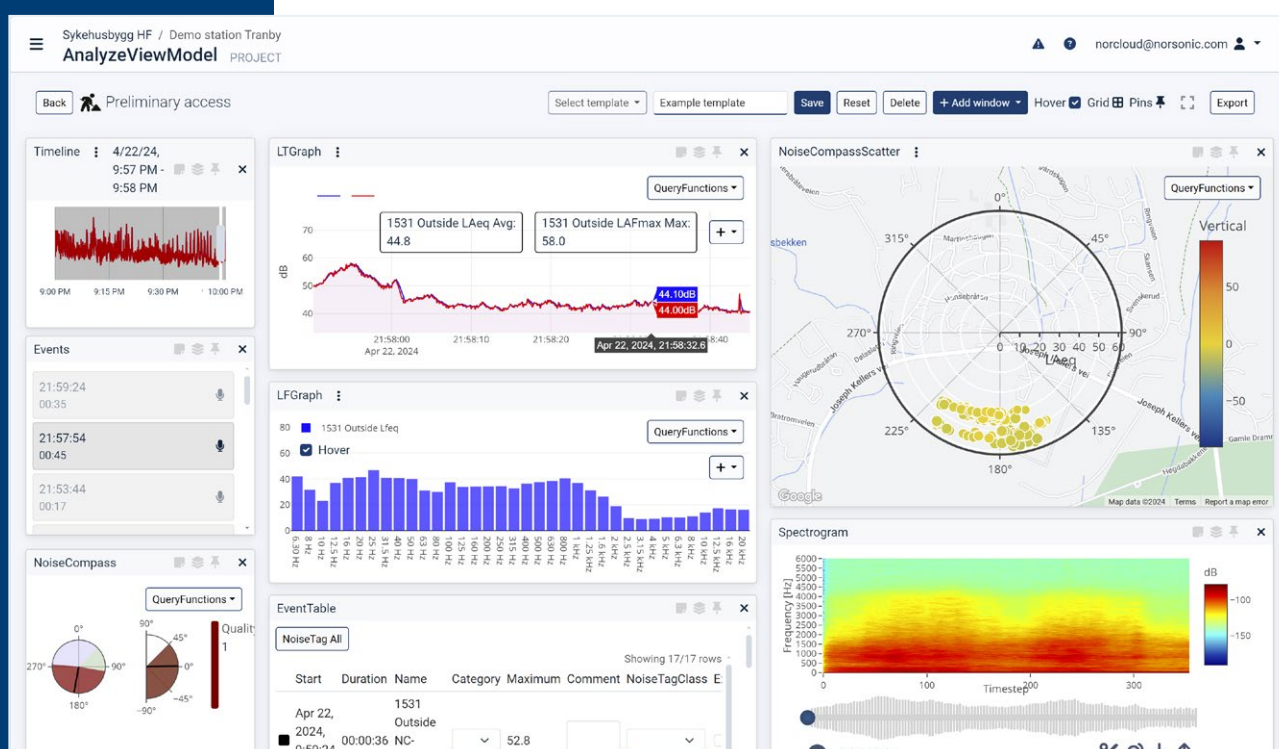 Sykehusbygg HF / Demo station Tranby
AnalyzeViewModel PROJECT
norcloud@norsonic.com
Back Preliminary access
Select template Example template Save Reset Delete + Add window Hover Grid Pins Export
Timeline 4/22/24,
9:57 PM -
9:58 PM
9:00 PM 9:15 PM 9:30 PM 10:00 PM
Events
21:59:24
00:35
21:57:54
00:45
21:53:44
00:17
NoiseCompass
QueryFunctions
0°
90°
180°
270°
90°
45°
0°
-45°
-90°
Quality
1
LTGraph
QueryFunctions
1531 Outside LAeq Avg:
44.8
1531 Outside LAFmax Max:
58.0
+
dB
70
60
50
40
44.10dB
44.00dB
21:58:00 21:58:10 21:58:20 :40
Apr 22, 2024
Apr 22, 2024, 21:58:32.6
LFGraph
1531 Outside Lfeq
Hover
QueryFunctions
+
80
60
40
20
0
6.30 Hz
8 Hz
10 Hz
12.5 Hz
16 Hz
20 Hz
25 Hz
31.5 Hz
40 Hz
50 Hz
63 Hz
80 Hz
100 Hz
125 Hz
160 Hz
200 Hz
250 Hz
315 Hz
400 Hz
500 Hz
630 Hz
800 Hz
1 kHz
1.25 kHz
1.6 kHz
2 kHz
2.5 kHz
3.15 kHz
4 kHz
5 kHz
6.3 kHz
8 kHz
10 kHz
12.5 kHz
16 kHz
20 kHz
EventTable
NoiseTag All
Showing 17/17 rows
Start Duration Name Category Maximum Comment NoiseTagClass
Apr 22,
2024,
00:00:36
1531
Outside
NC-
52.8
NoiseCompassScatter
QueryFunctions
Vertical
50
0
−50
0°
45°
90°
135°
180°
225°
270°
315°
0 10 20 30 40 50 60
LAeq
sbekken
Joseph Kellers vei
Joseph Kellers ve
Skansen
Gamle Dramm
Google
Map data ©2024 Terms Report a map error
Spectrogram
Frequency [Hz]
6000
5500
5000
4500
4000
3500
3000
2500
2000
1500
1000
500
0
0 100 200 300
Timestep
dB
−100
−150